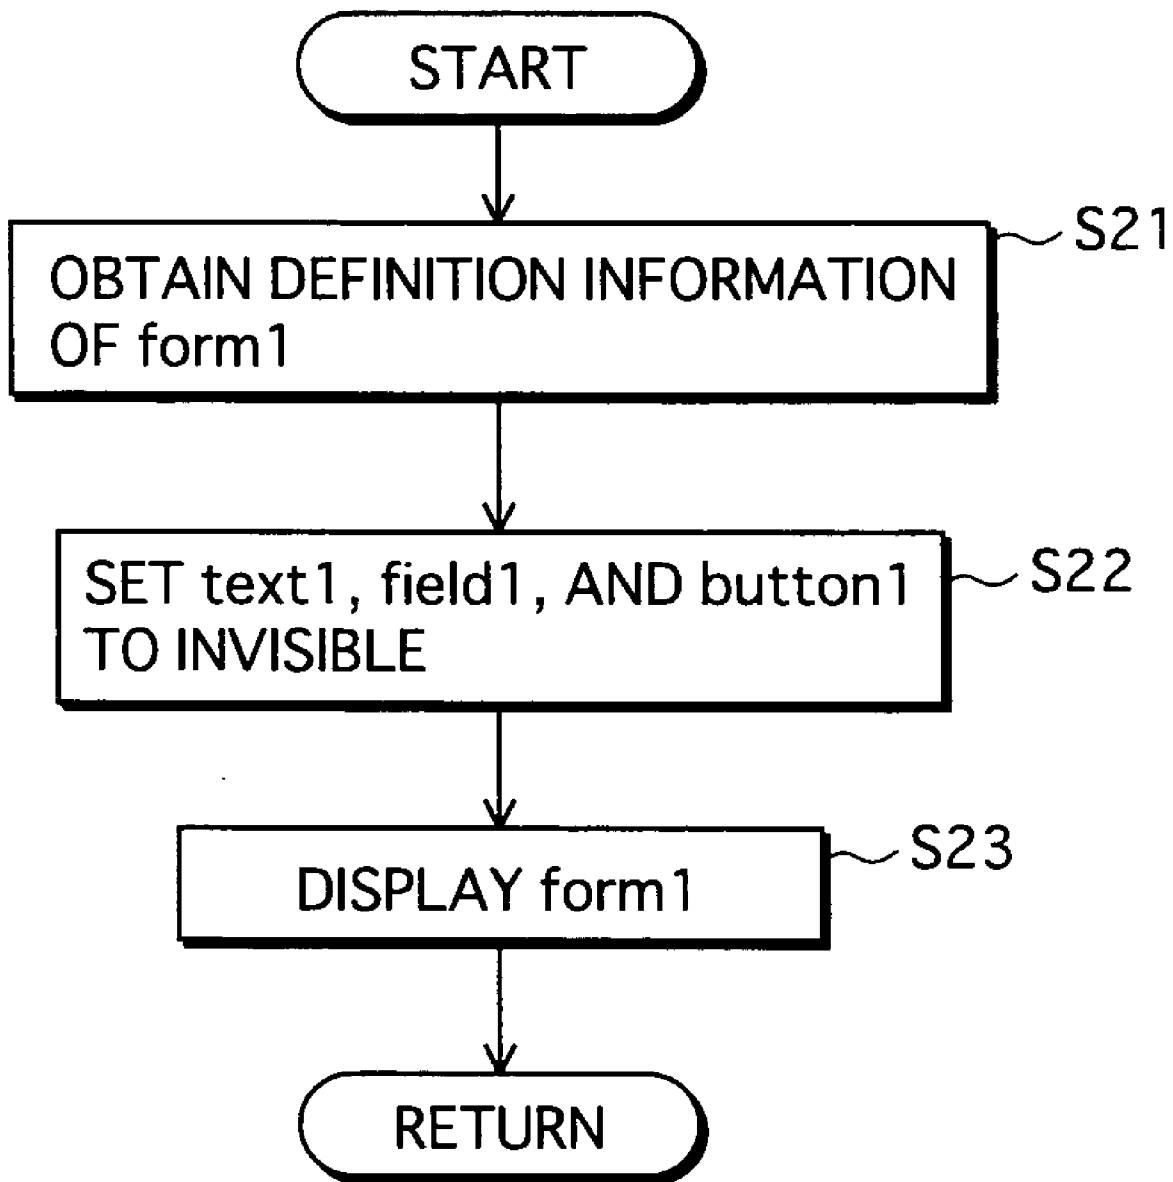 START
S21
OBTAIN DEFINITION INFORMATION
OF form1
S22
SET text1, field1, AND button1
TO INVISIBLE
S23
DISPLAY form1
RETURN